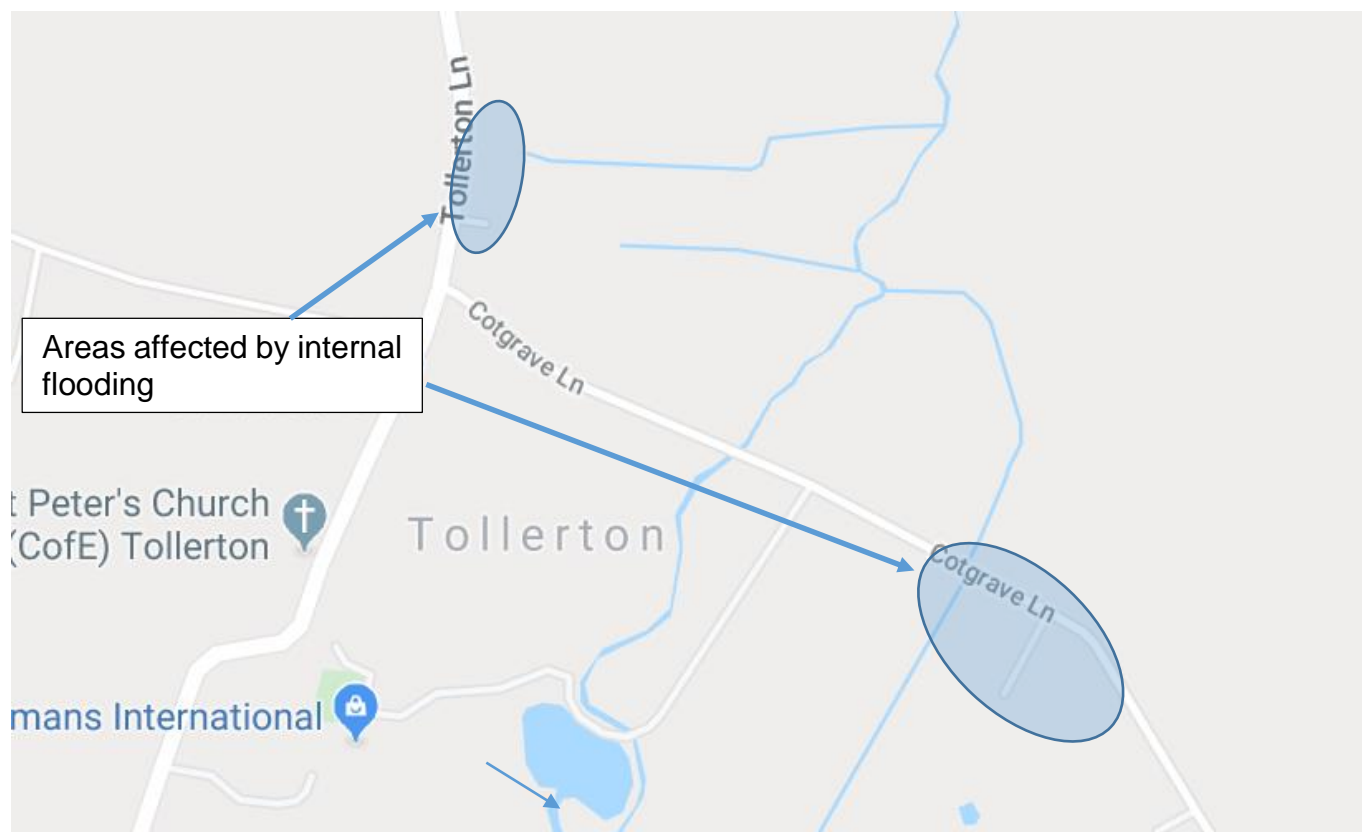 Tollerton Ln
Areas affected by internal
flooding
Cotgrave Ln
t Peter's Church
(CofE) Tollerton
Tollerton
Cotgrave Ln
mans International